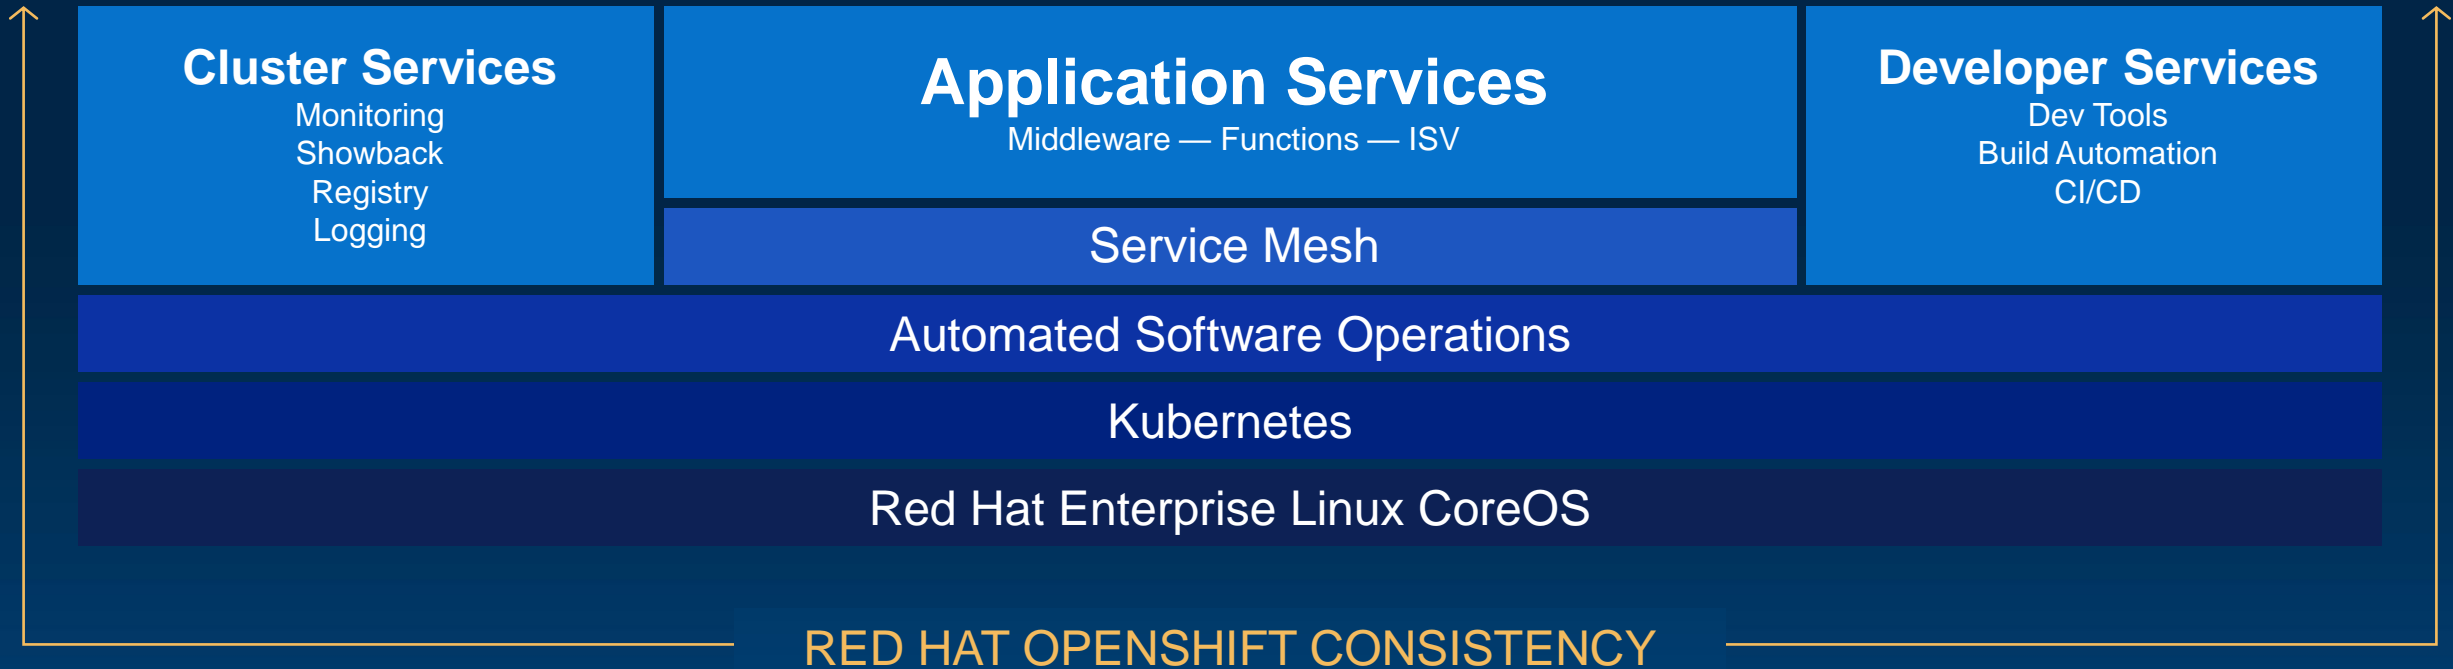 Cluster Services
Monitoring
Showback
Registry
Logging
Application Services
Middleware — Functions — ISV
Service Mesh
Developer Services
Dev Tools
Build Automation
CI/CD
Automated Software Operations
Kubernetes
Red Hat Enterprise Linux CoreOS
RED HAT OPENSHIFT CONSISTENCY